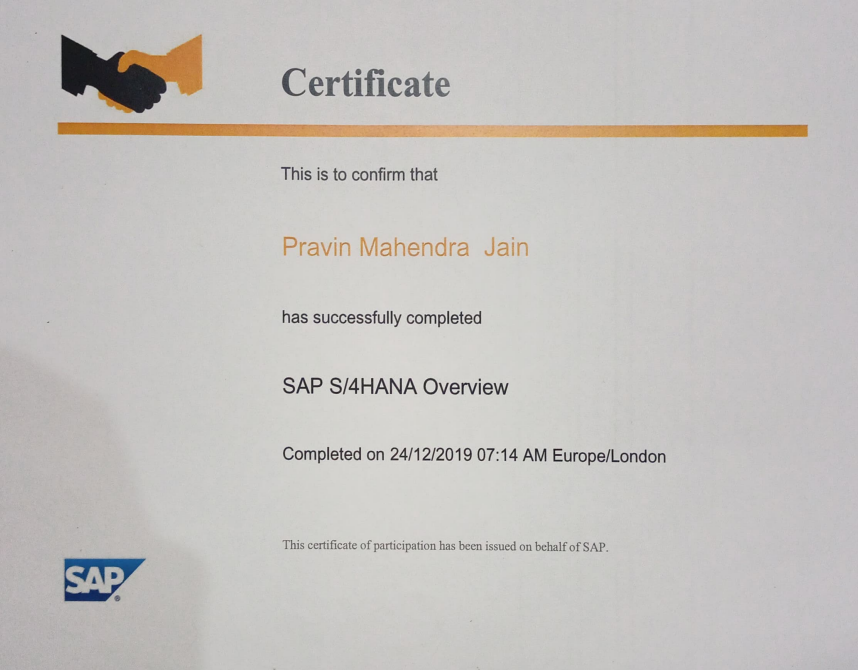 Certificate
This is to confirm that
Pravin Mahendra Jain
has successfully completed
SAP S/4HANA Overview
Completed on 24/12/2019 07:14 AM Europe/London
This certificate of participation has been issued on behalf of SAP.
SAP®